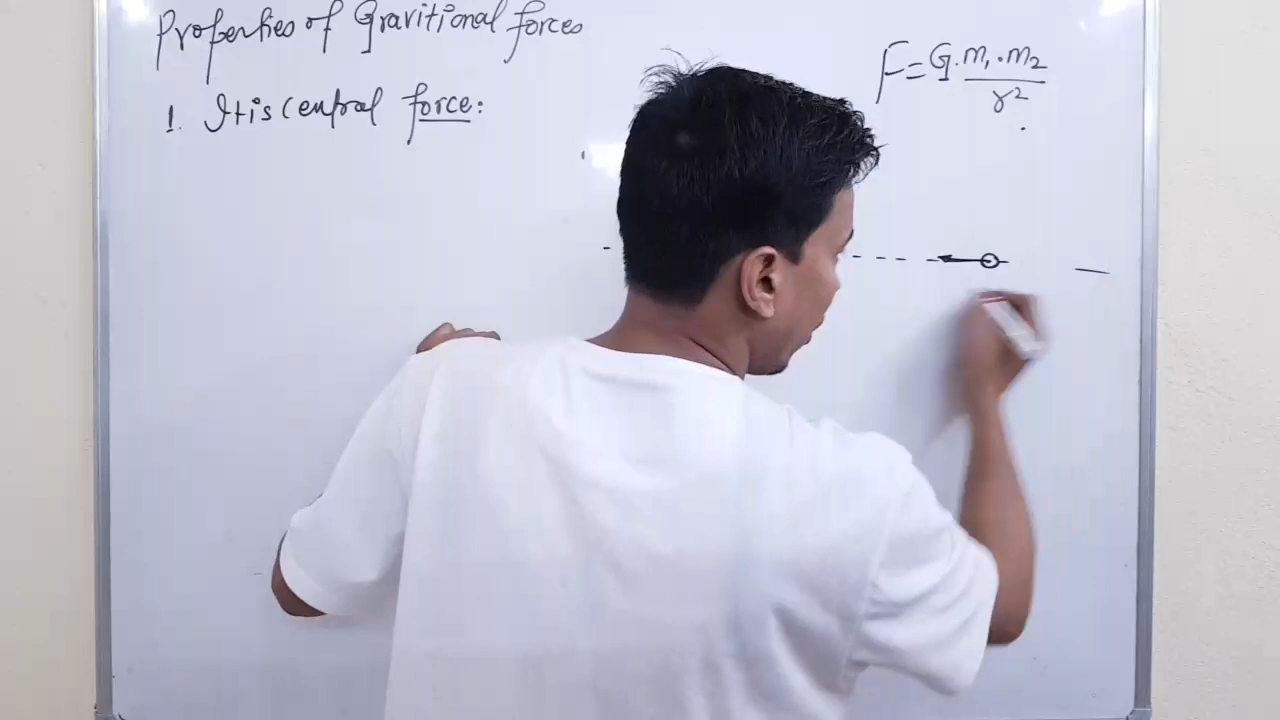 Properties of Gravitional forces
1. It is central force:
F = G. m₁ . m₂
r²